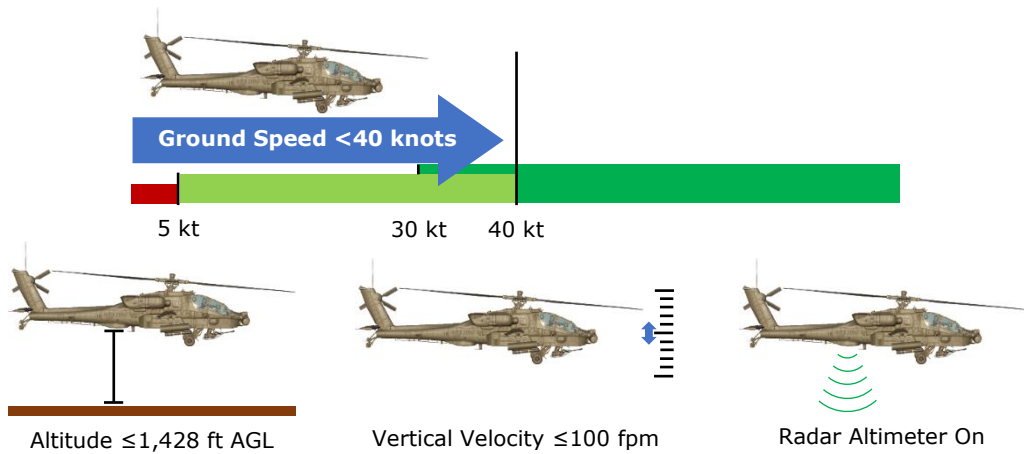 Ground Speed <40 knots
5 kt
30 kt
40 kt
Altitude ≤1,428 ft AGL
Vertical Velocity ≤100 fpm
Radar Altimeter On